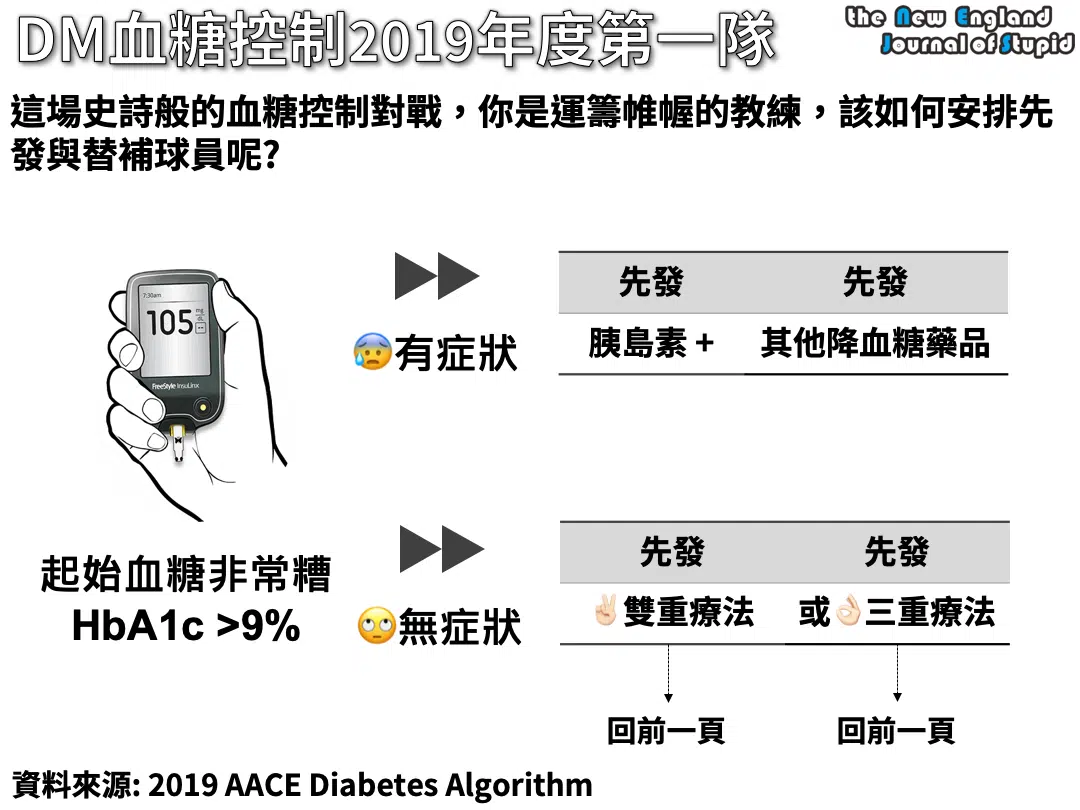 DM血糖控制2019年度第一隊
the New England
Journal of Stupid
這場史詩般的血糖控制對戰，你是運籌帷幄的教練，該如何安排先
發與替補球員呢?
7:30am
105 mg
dL
FreeStyle InsuLinx
先發 先發
胰島素 + 其他降血糖藥品
😰有症狀
起始血糖非常糟
HbA1c >9%
🙄無症狀
先發 先發
✌🏻雙重療法 或👌🏻三重療法
回前一頁 回前一頁
資料來源: 2019 AACE Diabetes Algorithm